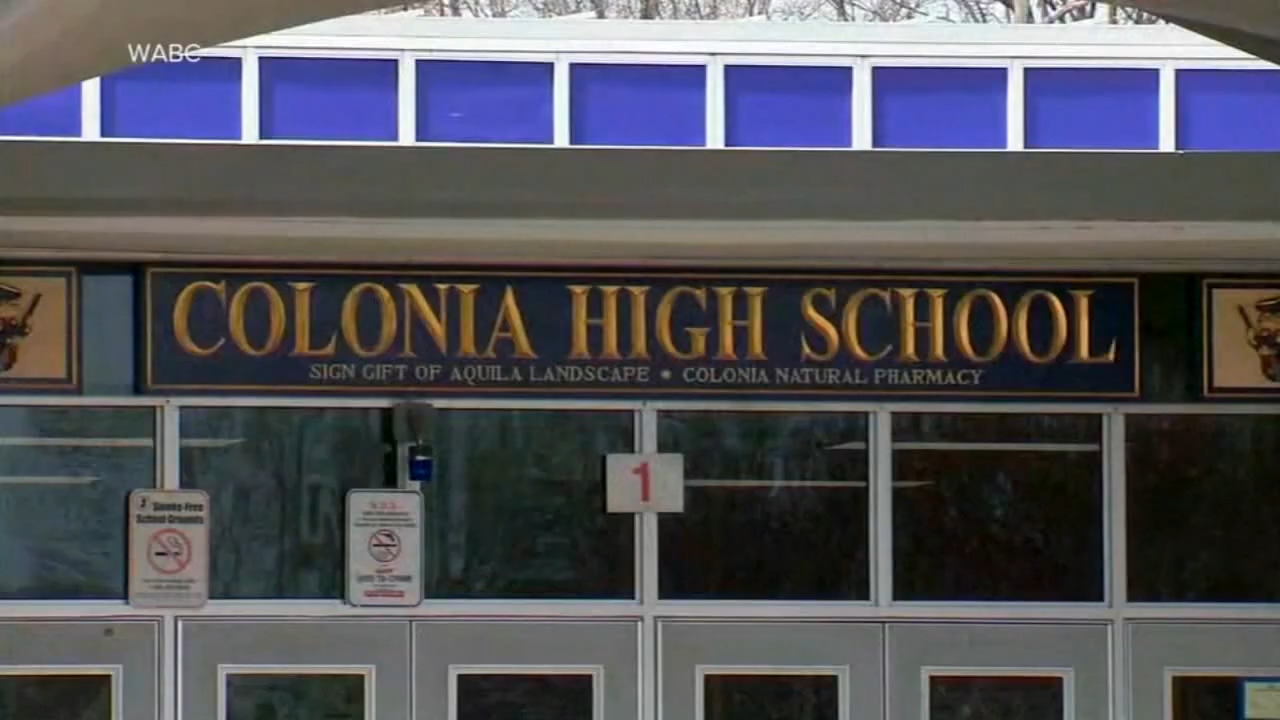 WABC
COLONIA HIGH SCHOOL
SIGN GIFT OF AQUILA LANDSCAPE • COLONIA NATURAL PHARMACY
1
Smoke-Free
School Grounds